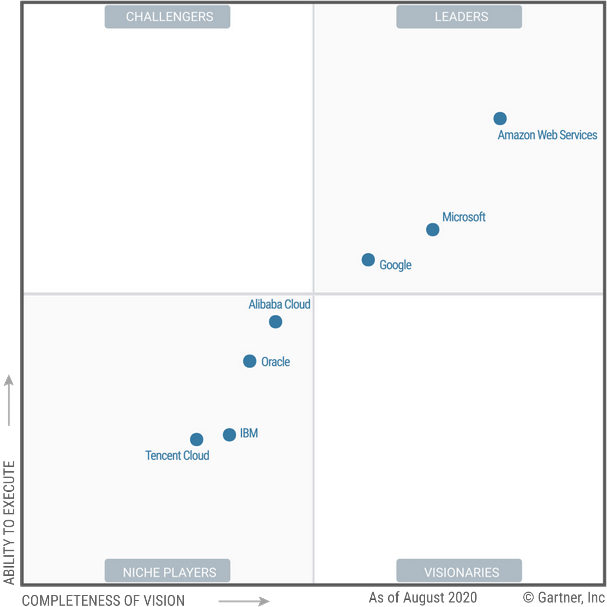 CHALLENGERS
LEADERS
Amazon Web Services
Microsoft
Google
Alibaba Cloud
Oracle
IBM
Tencent Cloud
ABILITY TO EXECUTE
NICHE PLAYERS
VISIONARIES
COMPLETENESS OF VISION
As of August 2020
© Gartner, Inc